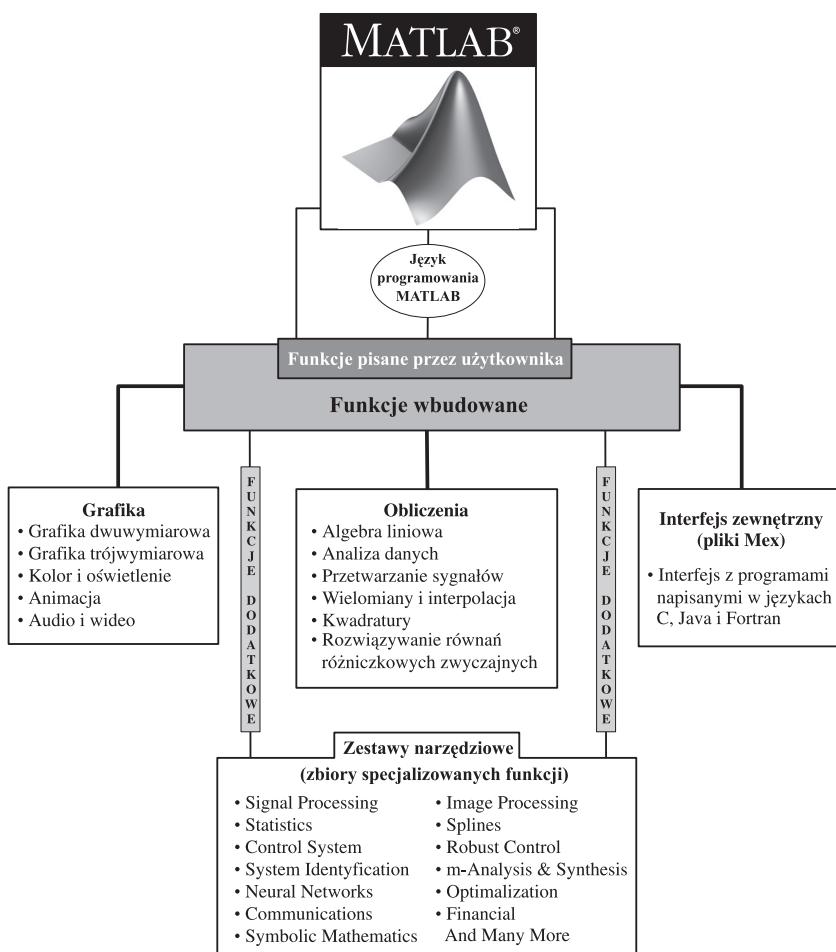 MATLAB®
Język
programowania
MATLAB
Funkcje pisane przez użytkownika
Funkcje wbudowane
Grafika
• Grafika dwuwymiarowa
• Grafika trójwymiarowa
• Kolor i oświetlenie
• Animacja
• Audio i wideo
FUNKCJE DODATKOWE
Obliczenia
• Algebra liniowa
• Analiza danych
• Przetwarzanie sygnałów
• Wielomiany i interpolacja
• Kwadratury
• Rozwiązywanie równań
różniczkowych zwyczajnych
FUNKCJE DODATKOWE
Interfejs zewnętrzny
(pliki Mex)
• Interfejs z programami
napisanymi w językach
C, Java i Fortran
Zestawy narzędziowe
(zbiory specjalizowanych funkcji)
• Signal Processing
• Statistics
• Control System
• System Identyfication
• Neural Networks
• Communications
• Symbolic Mathematics
• Image Processing
• Splines
• Robust Control
• m-Analysis & Synthesis
• Optimalization
• Financial
And Many More